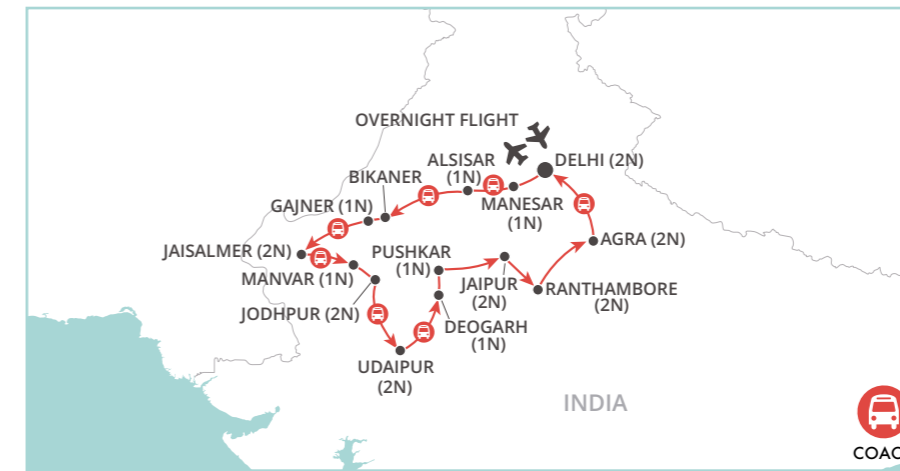 OVERNIGHT FLIGHT
DELHI (2N)
ALSISAR
(1N)
BIKANER
MANESAR
(1N)
GAJNER (1N)
JAISALMER (2N)
PUSHKAR
(1N)
AGRA (2N)
MANVAR (1N)
JAIPUR
(2N)
RANTHAMBORE
(2N)
JODHPUR (2N)
DEOGARH
(1N)
UDAIPUR
(2N)
INDIA
COAC